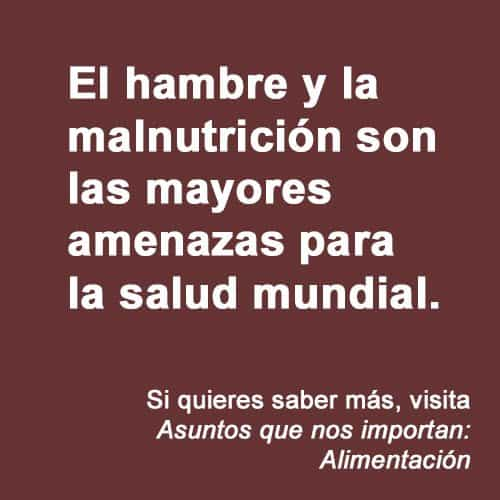 El hambre y la
malnutrición son
las mayores
amenazas para
la salud mundial.
Si quieres saber más, visita
Asuntos que nos importan:
Alimentación